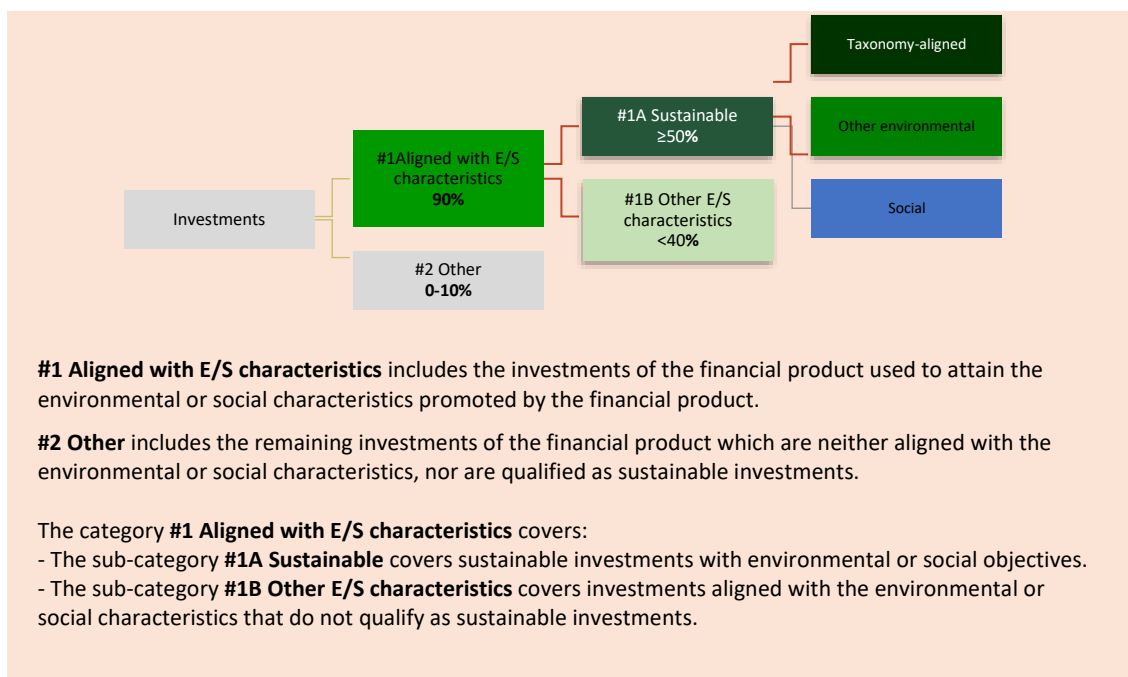 Taxonomy-aligned
#1A Sustainable
≥50%
Other environmental
#1Aligned with E/S
characteristics
90%
#1B Other E/S
characteristics
<40%
Social
Investments
#2 Other
0-10%
#1 Aligned with E/S characteristics includes the investments of the financial product used to attain the
environmental or social characteristics promoted by the financial product.
#2 Other includes the remaining investments of the financial product which are neither aligned with the
environmental or social characteristics, nor are qualified as sustainable investments.
The category #1 Aligned with E/S characteristics covers:
- The sub-category #1A Sustainable covers sustainable investments with environmental or social objectives.
- The sub-category #1B Other E/S characteristics covers investments aligned with the environmental or
social characteristics that do not qualify as sustainable investments.